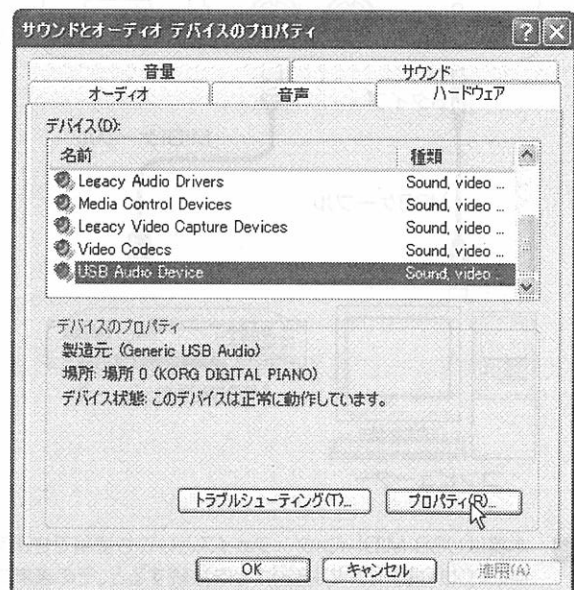 サウンドとオーディオ デバイスのプロパティ
音量 サウンド
オーディオ 音声 ハードウェア
デバイス(D):
名前 種類
Legacy Audio Drivers Sound, video ...
Media Control Devices Sound, video ...
Legacy Video Capture Devices Sound, video ...
Video Codecs Sound, video ...
USB Audio Device Sound, video ...
デバイスのプロパティ
製造元: (Generic USB Audio)
場所: 場所 0 (KORG DIGITAL PIANO)
デバイス状態: このデバイスは正常に動作しています。
トラブルシューティング(T)... プロパティ(R)...
OK キャンセル 適用(A)